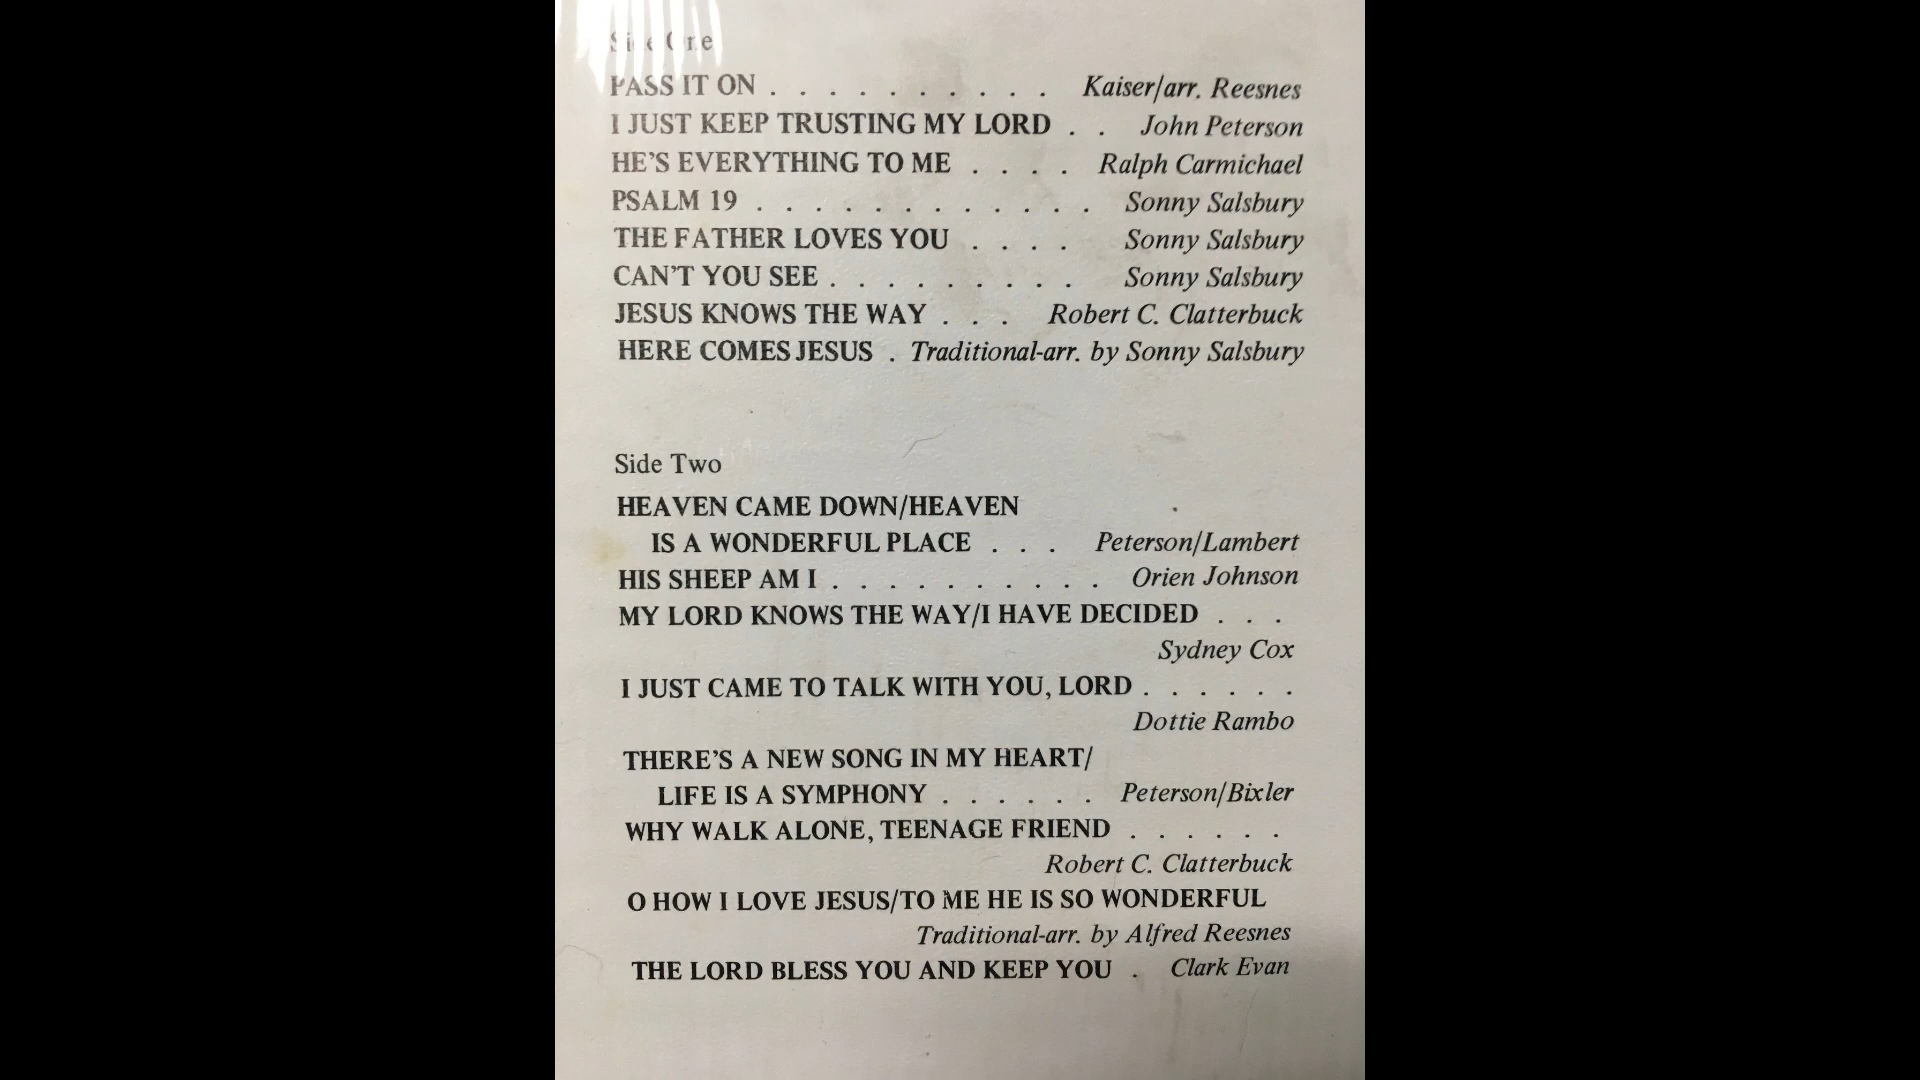 Side One
PASS IT ON . . . . . . . . . . Kaiser/arr. Reesnes
I JUST KEEP TRUSTING MY LORD . . John Peterson
HE'S EVERYTHING TO ME . . . . Ralph Carmichael
PSALM 19 . . . . . . . . . . . . Sonny Salsbury
THE FATHER LOVES YOU . . . . Sonny Salsbury
CAN'T YOU SEE . . . . . . . . . Sonny Salsbury
JESUS KNOWS THE WAY . . . Robert C. Clatterbuck
HERE COMES JESUS . Traditional-arr. by Sonny Salsbury
Side Two
HEAVEN CAME DOWN/HEAVEN
IS A WONDERFUL PLACE . . . Peterson/Lambert
HIS SHEEP AM I . . . . . . . . . . Orien Johnson
MY LORD KNOWS THE WAY/I HAVE DECIDED . . .
Sydney Cox
I JUST CAME TO TALK WITH YOU, LORD . . . . . .
Dottie Rambo
THERE'S A NEW SONG IN MY HEART/
LIFE IS A SYMPHONY . . . . . . Peterson/Bixler
WHY WALK ALONE, TEENAGE FRIEND . . . . . .
Robert C. Clatterbuck
O HOW I LOVE JESUS/TO ME HE IS SO WONDERFUL
Traditional-arr. by Alfred Reesnes
THE LORD BLESS YOU AND KEEP YOU . Clark Evan